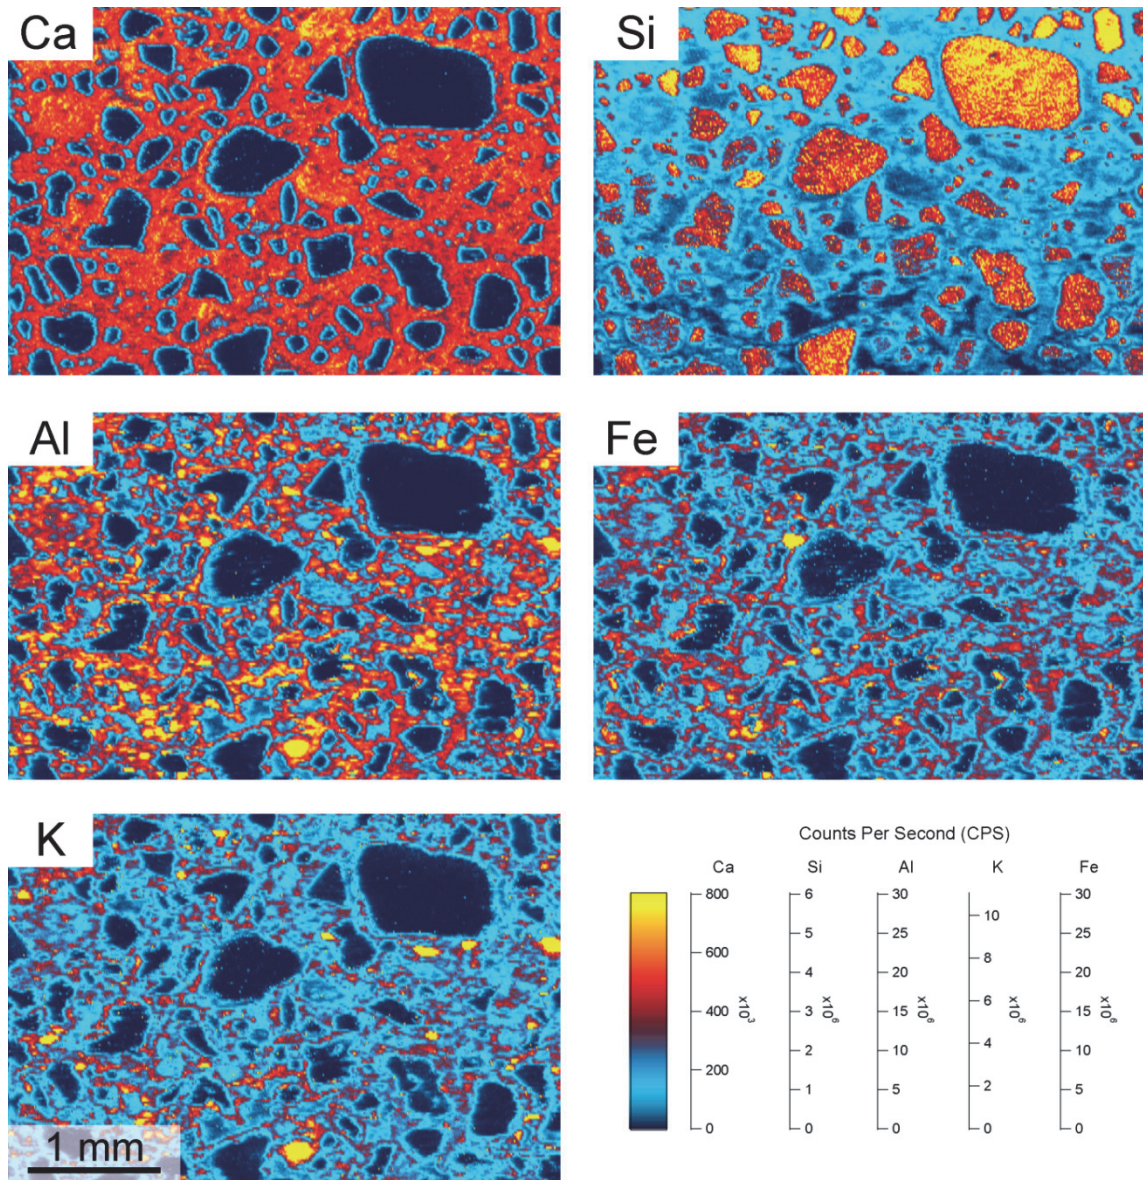 Ca
Si
Al
Fe
K
1 mm
Counts Per Second (CPS)
Ca Si Al K Fe
800 6 30 30
10
5 25 25
600
8
4 20 20
400 x10³ 3 x10⁶ 15 x10⁶ 6 x10⁶ 15 x10⁶
2 10 4 10
200
1 5 5
2
0 0 0 0 0